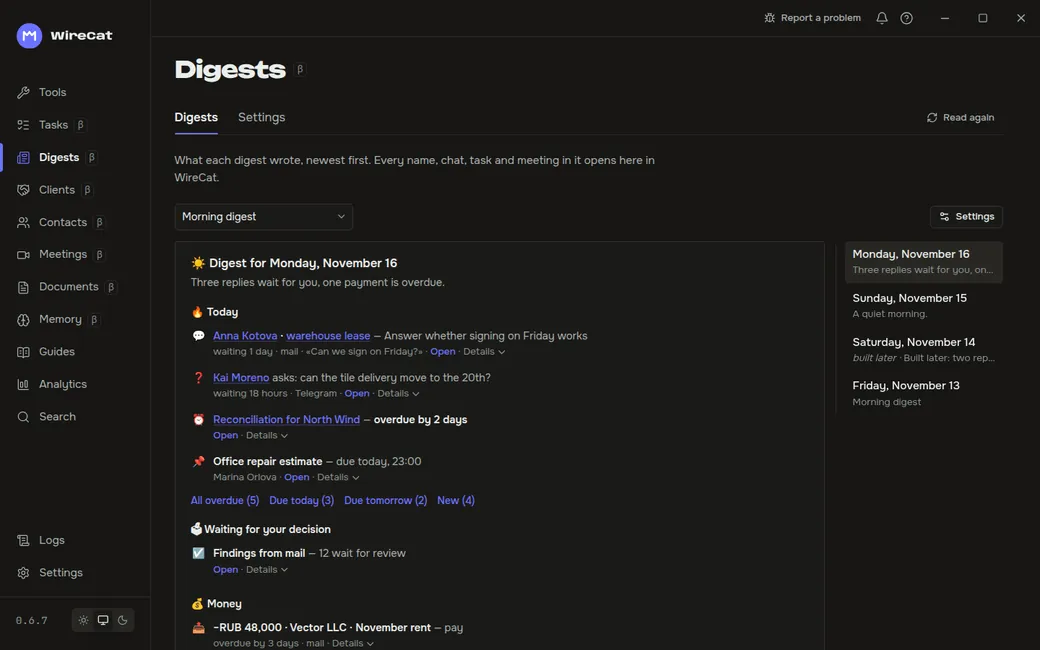 WireCat
Report a problem
Tools
Tasks β
Digests β
Clients β
Contacts β
Meetings β
Documents β
Memory β
Guides
Analytics
Search
Logs
Settings
0.6.7
Digests β
Digests Settings
Read again
What each digest wrote, newest first. Every name, chat, task and meeting in it opens here in
WireCat.
Morning digest
Settings
☀️ Digest for Monday, November 16
Three replies wait for you, one payment is overdue.
🔥 Today
💬 Anna Kotova · warehouse lease — Answer whether signing on Friday works
waiting 1 day · mail · «Can we sign on Friday?» · Open · Details
❓ Kai Moreno asks: can the tile delivery move to the 20th?
waiting 18 hours · Telegram · Open · Details
⏰ Reconciliation for North Wind — overdue by 2 days
Open · Details
📌 Office repair estimate — due today, 23:00
Marina Orlova · Open · Details
All overdue (5) Due today (3) Due tomorrow (2) New (4)
🗳️ Waiting for your decision
☑️ Findings from mail — 12 wait for review
Open · Details
💰 Money
📤 −RUB 48,000 · Vector LLC · November rent — pay
overdue by 3 days · mail · Details
Monday, November 16
Three replies wait for you, on...
Sunday, November 15
A quiet morning.
Saturday, November 14
built later · Built later: two rep...
Friday, November 13
Morning digest